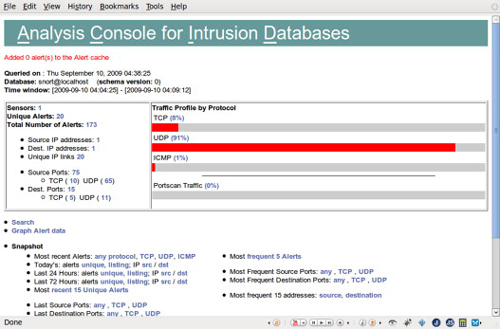 File Edit View History Bookmarks Tools Help
Analysis Console for Intrusion Databases
Added 0 alert(s) to the Alert cache
Queried on : Thu September 10, 2009 04:38:25
Database: snort@localhost (schema version: 0)
Time window: [2009-09-10 04:04:25] - [2009-09-10 04:09:12]
Sensors: 1
Unique Alerts: 20
Total Number of Alerts: 173
Source IP addresses: 1
Dest. IP addresses: 1
Unique IP links 20
Source Ports: 75
TCP ( 10) UDP ( 65)
Dest. Ports: 15
TCP ( 5) UDP ( 11)
Traffic Profile by Protocol
TCP (8%)
UDP (91%)
ICMP (1%)
Portscan Traffic (0%)
Search
Graph Alert data
Snapshot
Most recent Alerts: any protocol, TCP, UDP, ICMP
Today's: alerts unique, listing; IP src / dst
Last 24 Hours: alerts unique, listing; IP src / dst
Last 72 Hours: alerts unique, listing; IP src / dst
Most recent 15 Unique Alerts
Last Source Ports: any , TCP , UDP
Last Destination Ports: any , TCP , UDP
Most frequent 5 Alerts
Most Frequent Source Ports: any , TCP , UDP
Most Frequent Destination Ports: any , TCP , UDP
Most frequent 15 addresses: source, destination
Done